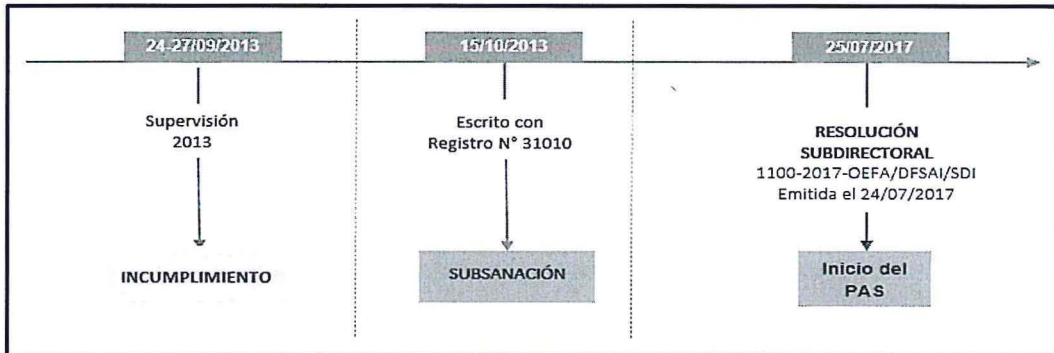 24-27/09/2013
15/10/2013
25/07/2017
Supervisión
2013
INCUMPLIMIENTO
Escrito con
Registro N° 31010
SUBSANACIÓN
RESOLUCIÓN
SUBDIRECTORAL
1100-2017-OEFA/DFSAI/SDI
Emitida el 24/07/2017
Inicio del
PAS